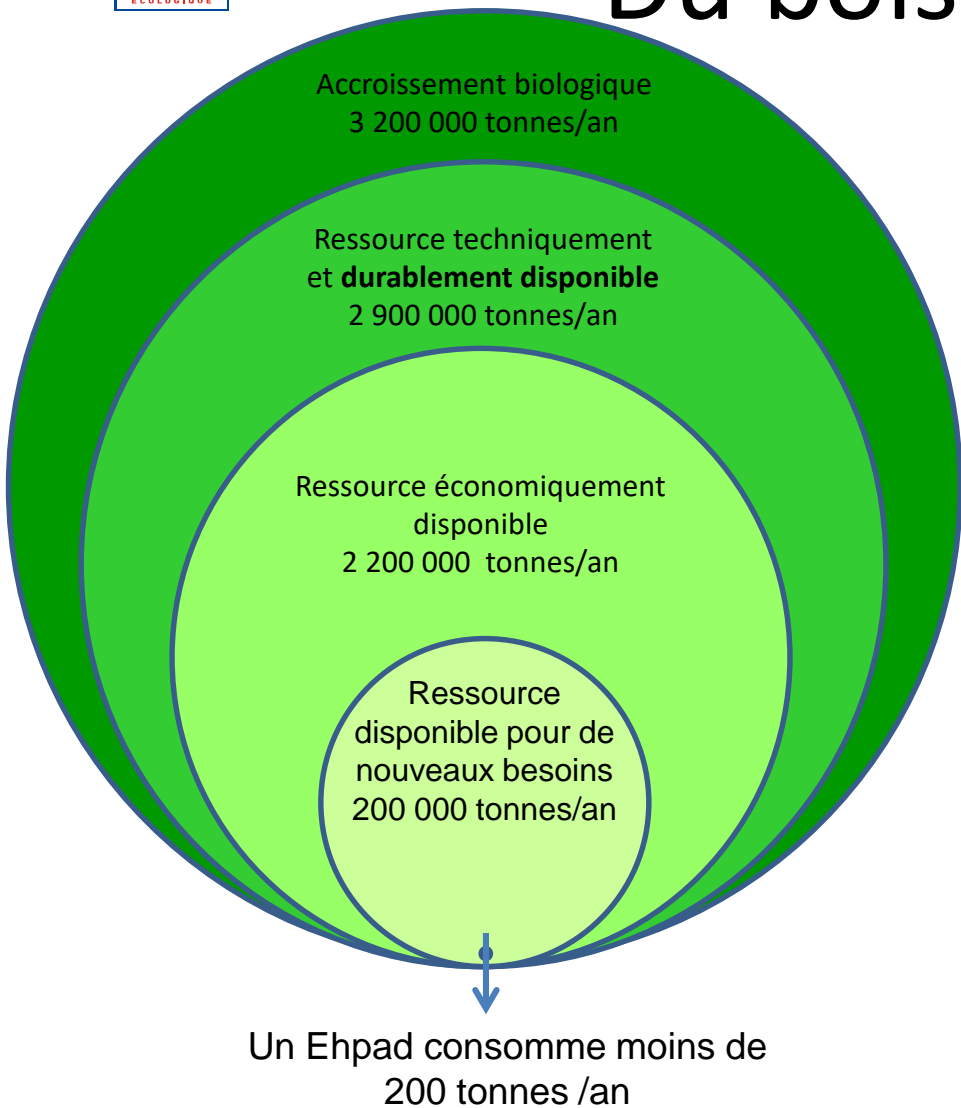 ECOLOGIQUE
Du bois
Accroissement biologique
3 200 000 tonnes/an
Ressource techniquement
et durablement disponible
2 900 000 tonnes/an
Ressource économiquement
disponible
2 200 000 tonnes/an
Ressource
disponible pour de
nouveaux besoins
200 000 tonnes/an
Un Ehpad consomme moins de
200 tonnes /an